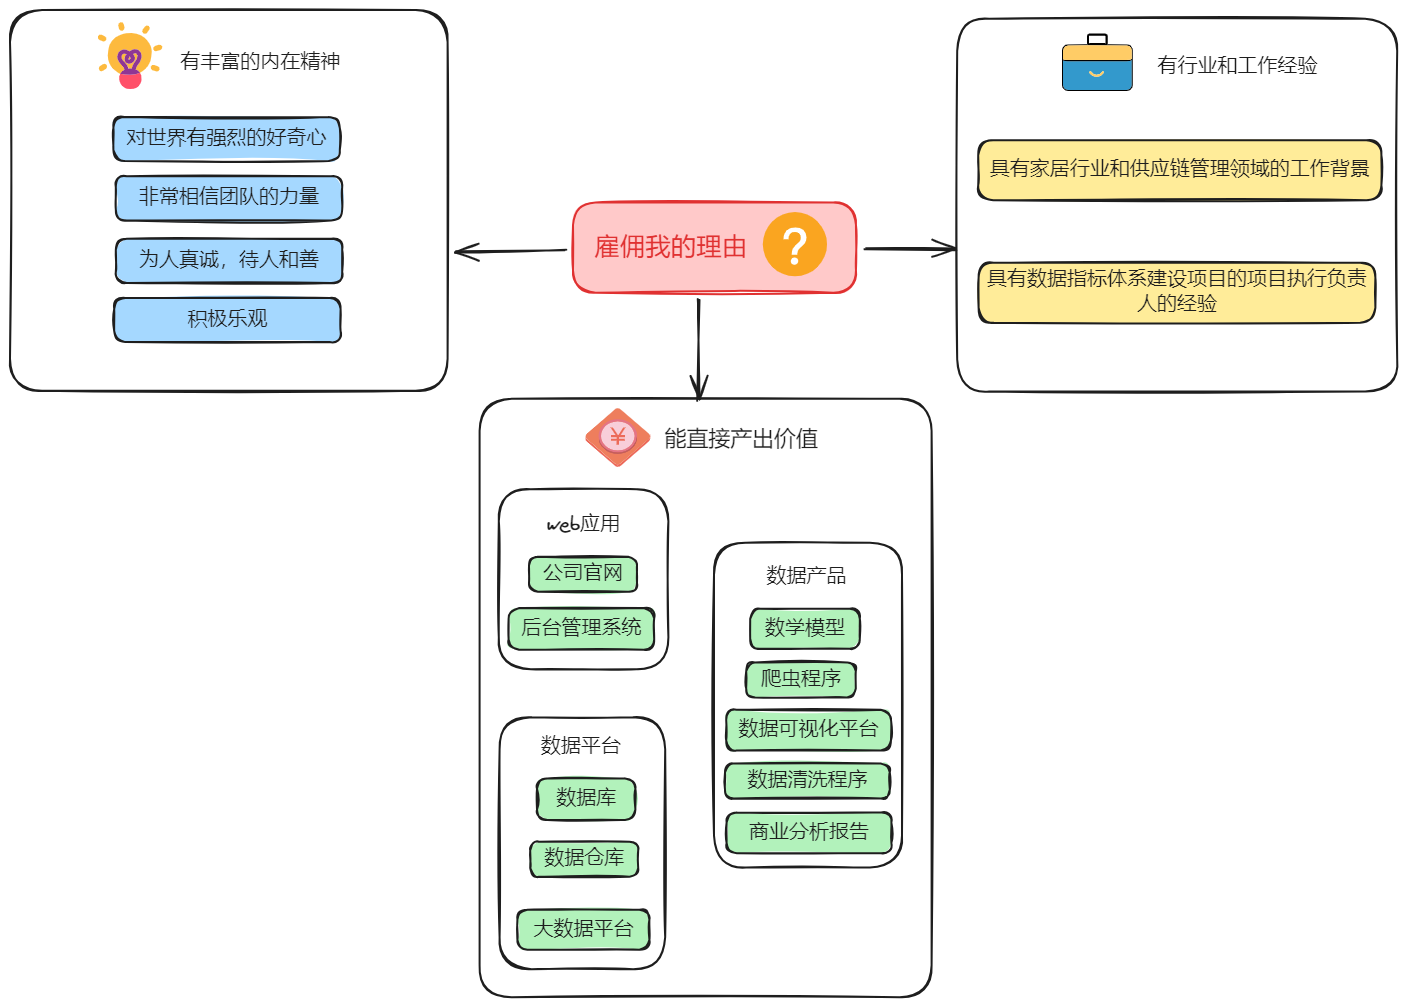 有丰富的内在精神
对世界有强烈的好奇心
非常相信团队的力量
为人真诚，待人和善
积极乐观
雇佣我的理由
?
有行业和工作经验
具有家居行业和供应链管理领域的工作背景
具有数据指标体系建设项目的项目执行负责
人的经验
¥
能直接产出价值
web应用
公司官网
后台管理系统
数据平台
数据库
数据仓库
大数据平台
数据产品
数学模型
爬虫程序
数据可视化平台
数据清洗程序
商业分析报告